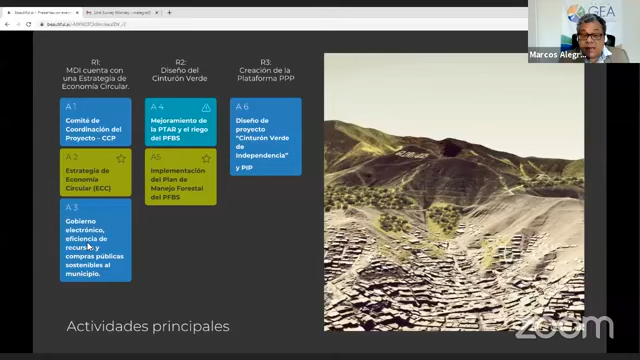 GEA
Marcos Alegr...
R1:
MDI cuenta con
una Estrategia de
Economía Circular.
A 1
Comité de
Coordinación del
Proyecto – CCP
A 2
Estrategia de
Economía
Circular (ECC)
A 3
Gobierno
electrónico,
eficiencia de
recursos y
compras públicas
sostenibles al
municipio.
R2:
Diseño del
Cinturón Verde
A 4
Mejoramiento de
la PTAR y el riego
del PFBS
A5
Implementación
del Plan de
Manejo Forestal
del PFBS
R3:
Creación de la
Plataforma PPP
A 6
Diseño de
proyecto
“Cinturón Verde
de
Independencia”
y PIP
Actividades principales
zoom